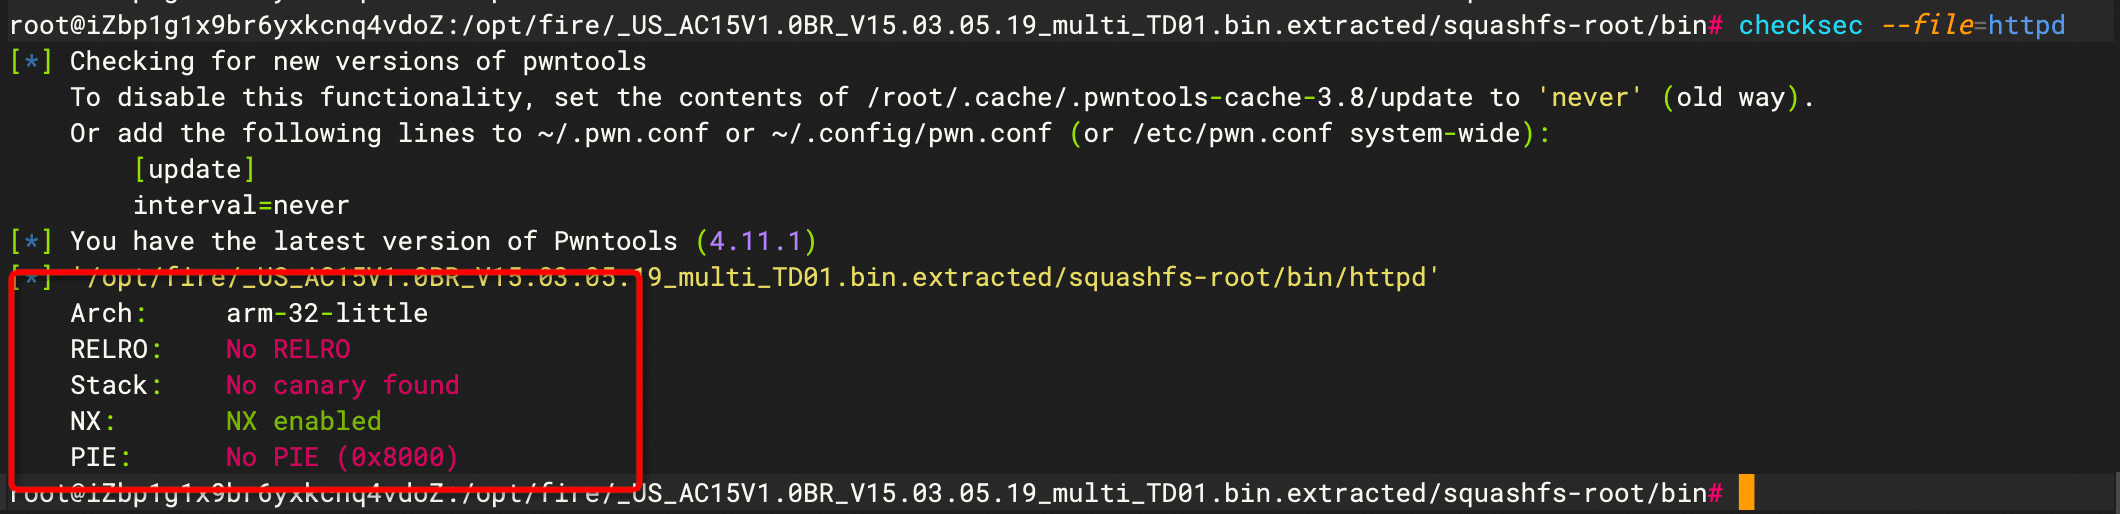 root@iZbp1g1x9br6yxkcnq4vdoZ:/opt/fire/_US_AC15V1.0BR_V15.03.05.19_multi_TD01.bin.extracted/squashfs-root/bin# checksec --file=httpd
[*] Checking for new versions of pwntools
    To disable this functionality, set the contents of /root/.cache/.pwntools-cache-3.8/update to 'never' (old way).
    Or add the following lines to ~/.pwn.conf or ~/.config/pwn.conf (or /etc/pwn.conf system-wide):
        [update]
        interval=never
[*] You have the latest version of Pwntools (4.11.1)
[*] '/opt/fire/_US_AC15V1.0BR_V15.03.05.19_multi_TD01.bin.extracted/squashfs-root/bin/httpd'
    Arch:     arm-32-little
    RELRO:    No RELRO
    Stack:    No canary found
    NX:       NX enabled
    PIE:      No PIE (0x8000)
root@iZbp1g1x9br6yxkcnq4vdoZ:/opt/fire/_US_AC15V1.0BR_V15.03.05.19_multi_TD01.bin.extracted/squashfs-root/bin#